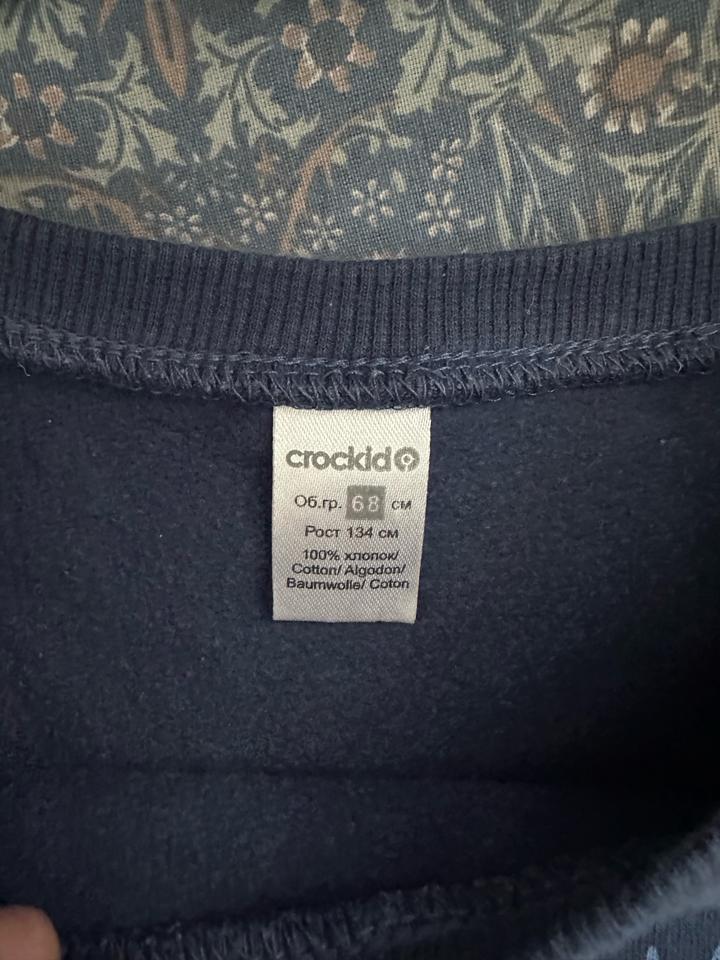 crockid
Об.гр. 68 см
Рост 134 см
100% хлопок/
Cotton/ Algodon/
Baumwolle/ Coton